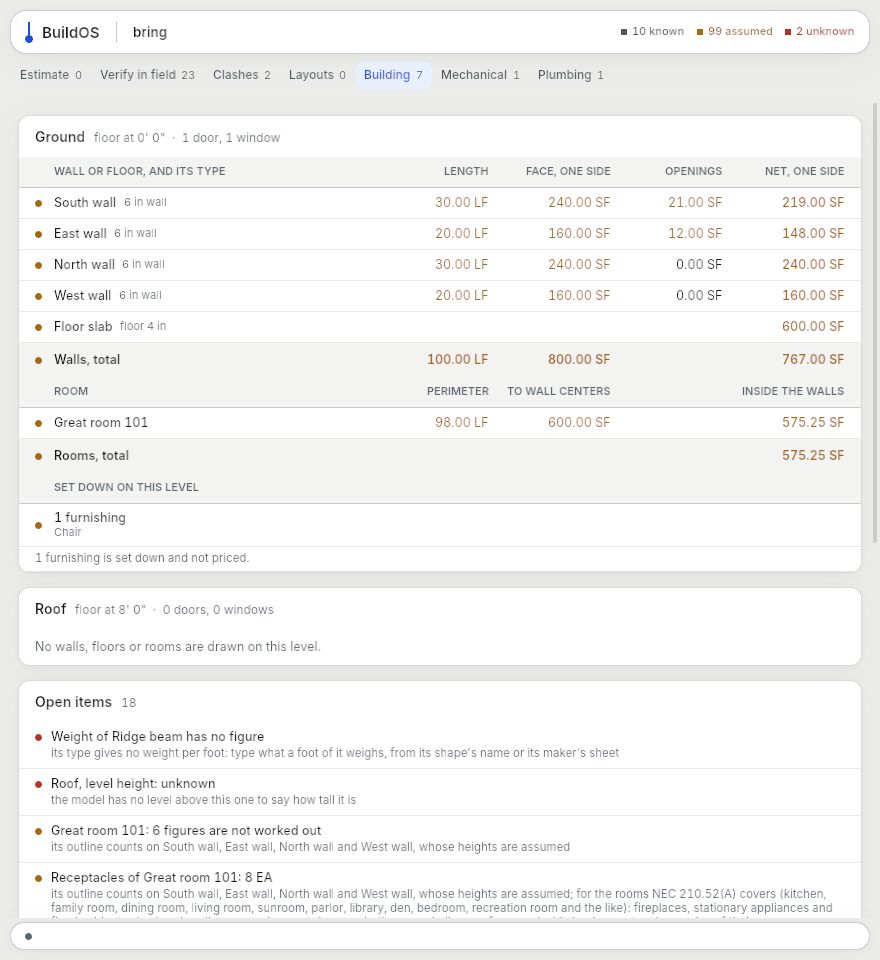 BuildOS bring 10 known 99 assumed 2 unknown
Estimate 0 Verify in field 23 Clashes 2 Layouts 0 Building 7 Mechanical 1 Plumbing 1
Ground floor at 0' 0" · 1 door, 1 window
WALL OR FLOOR, AND ITS TYPE LENGTH FACE, ONE SIDE OPENINGS NET, ONE SIDE
South wall 6 in wall 30.00 LF 240.00 SF 21.00 SF 219.00 SF
East wall 6 in wall 20.00 LF 160.00 SF 12.00 SF 148.00 SF
North wall 6 in wall 30.00 LF 240.00 SF 0.00 SF 240.00 SF
West wall 6 in wall 20.00 LF 160.00 SF 0.00 SF 160.00 SF
Floor slab floor 4 in 600.00 SF
Walls, total 100.00 LF 800.00 SF 767.00 SF
ROOM PERIMETER TO WALL CENTERS INSIDE THE WALLS
Great room 101 98.00 LF 600.00 SF 575.25 SF
Rooms, total 575.25 SF
SET DOWN ON THIS LEVEL
1 furnishing
Chair
1 furnishing is set down and not priced.
Roof floor at 8' 0" · 0 doors, 0 windows
No walls, floors or rooms are drawn on this level.
Open items 18
Weight of Ridge beam has no figure
its type gives no weight per foot: type what a foot of it weighs, from its shape's name or its maker's sheet
Roof, level height: unknown
the model has no level above this one to say how tall it is
Great room 101: 6 figures are not worked out
its outline counts on South wall, East wall, North wall and West wall, whose heights are assumed
Receptacles of Great room 101: 8 EA
its outline counts on South wall, East wall, North wall and West wall, whose heights are assumed; for the rooms NEC 210.52(A) covers (kitchen,
family room, dining room, living room, sunroom, parlor, library, den, bedroom, recreation room and the like): fireplaces, stationary appliances and